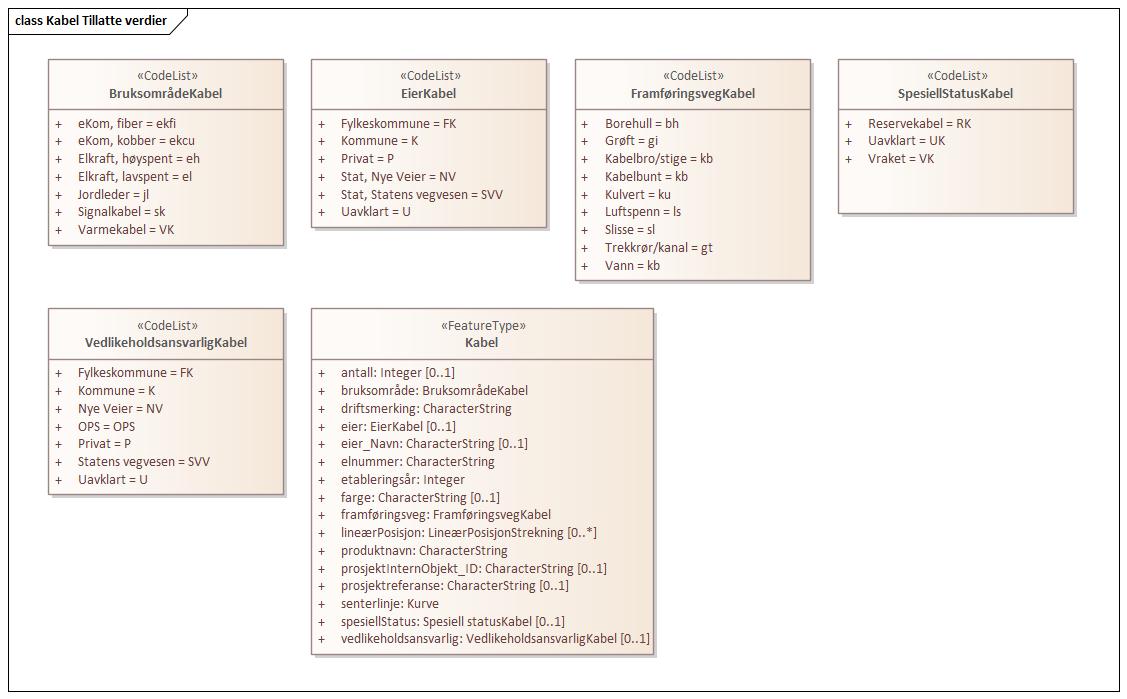 class Kabel Tillatte verdier
«CodeList»
BruksområdeKabel
+ eKom, fiber = ekfi
+ eKom, kobber = ekcu
+ Elkraft, høyspent = eh
+ Elkraft, lavspent = el
+ Jordleder = jl
+ Signalkabel = sk
+ Varmekabel = VK
«CodeList»
EierKabel
+ Fylkeskommune = FK
+ Kommune = K
+ Privat = P
+ Stat, Nye Veier = NV
+ Stat, Statens vegvesen = SVV
+ Uavklart = U
«CodeList»
FramføringsvegKabel
+ Borehull = bh
+ Grøft = gi
+ Kabelbro/stige = kb
+ Kabelbunt = kb
+ Kulvert = ku
+ Luftspenn = ls
+ Slisse = sl
+ Trekkrør/kanal = gt
+ Vann = kb
«CodeList»
SpesiellStatusKabel
+ Reservekabel = RK
+ Uavklart = UK
+ Vraket = VK
«CodeList»
VedlikeholdsansvarligKabel
+ Fylkeskommune = FK
+ Kommune = K
+ Nye Veier = NV
+ OPS = OPS
+ Privat = P
+ Statens vegvesen = SVV
+ Uavklart = U
«FeatureType»
Kabel
+ antall: Integer [0..1]
+ bruksområde: BruksområdeKabel
+ driftsmerking: CharacterString
+ eier: EierKabel [0..1]
+ eier_Navn: CharacterString [0..1]
+ elnummer: CharacterString
+ etableringsår: Integer
+ farge: CharacterString [0..1]
+ framføringsveg: FramføringsvegKabel
+ lineærPosisjon: LineærPosisjonStrekning [0..*]
+ produktnavn: CharacterString
+ prosjektInternObjekt_ID: CharacterString [0..1]
+ prosjektreferanse: CharacterString [0..1]
+ senterlinje: Kurve
+ spesiellStatus: Spesiell statusKabel [0..1]
+ vedlikeholdsansvarlig: VedlikeholdsansvarligKabel [0..1]